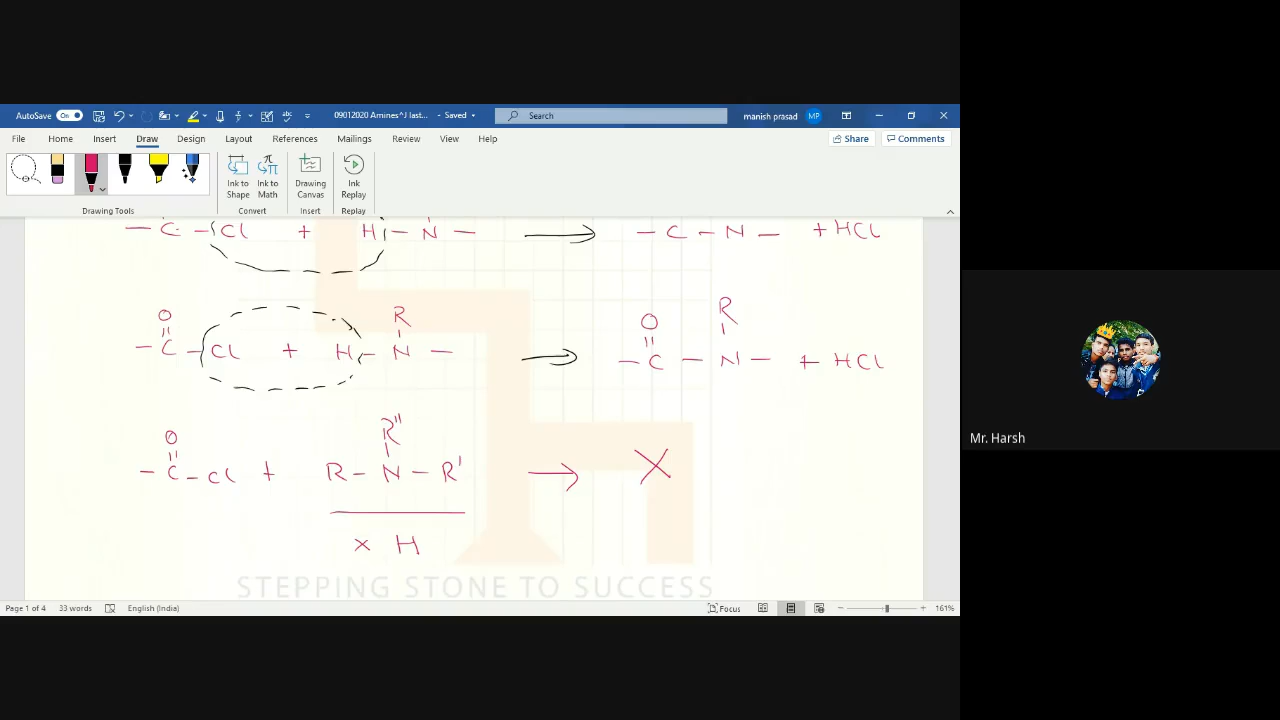 AutoSave On
09012020 Amines^J last... - Saved
Search
manish prasad MP
File Home Insert Draw Design Layout References Mailings Review View Help
Share Comments
Ink to Shape
Ink to Math
Drawing Canvas
Ink Replay
Drawing Tools Convert Insert Replay
- C - Cl + H - N - → - C - N - + HCl
O R O R
- C - Cl + H - N - → - C - N - + HCl
O R"
- C - Cl + R - N - R' → X
x H
STEPPING STONE TO SUCCESS
Mr. Harsh
Page 1 of 4 33 words English (India) Focus 161%